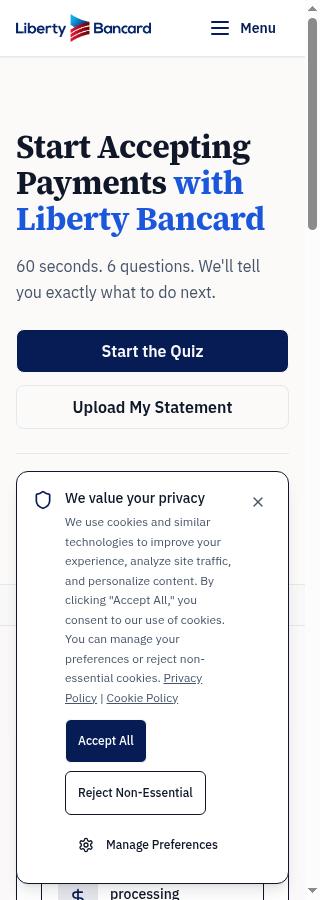 Liberty Bancard
Menu
Start Accepting
Payments with
Liberty Bancard
60 seconds. 6 questions. We'll tell
you exactly what to do next.
Start the Quiz
Upload My Statement
We value your privacy
We use cookies and similar
technologies to improve your
experience, analyze site traffic,
and personalize content. By
clicking "Accept All," you
consent to our use of cookies.
You can manage your
preferences or reject non-
essential cookies. Privacy
Policy | Cookie Policy
Accept All
Reject Non-Essential
Manage Preferences
processing